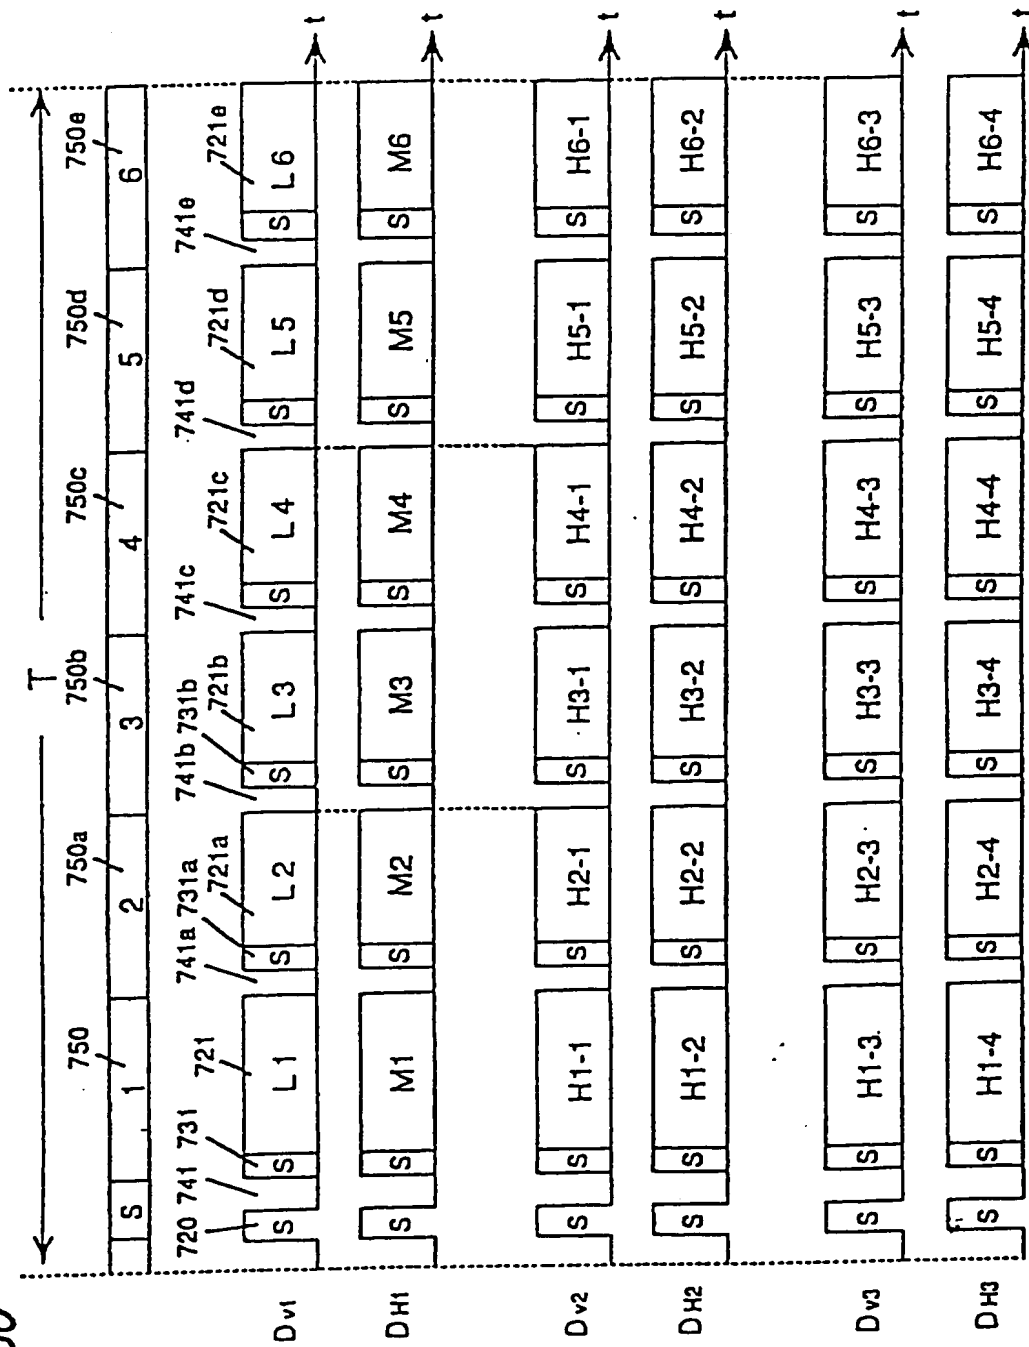 T
750 750a 750b 750c 750d 750e
S 1 2 3 4 5 6
720 741 731 721 741a 731a 721a 741b 731b 721b 741c 721c 741d 721d 741e 721e
Dv1 S S L1 S L2 S L3 S L4 S L5 S L6 t
DH1 S S M1 S M2 S M3 S M4 S M5 S M6 t
Dv2 S S H1-1 S H2-1 S H3-1 S H4-1 S H5-1 S H6-1 t
DH2 S S H1-2 S H2-2 S H3-2 S H4-2 S H5-2 S H6-2 t
Dv3 S S H1-3 S H2-3 S H3-3 S H4-3 S H5-3 S H6-3 t
DH3 S S H1-4 S H2-4 S H3-4 S H4-4 S H5-4 S H6-4 t